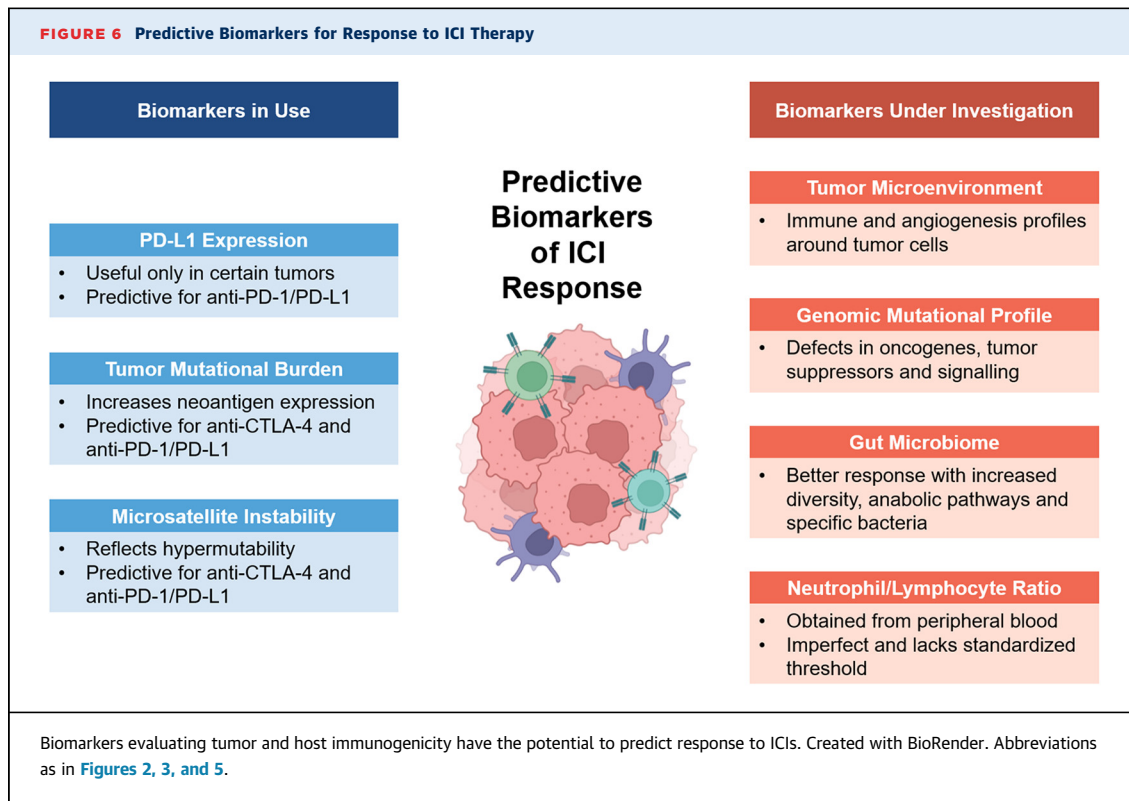 FIGURE 6 Predictive Biomarkers for Response to ICI Therapy
Biomarkers in Use
PD-L1 Expression
• Useful only in certain tumors
• Predictive for anti-PD-1/PD-L1
Tumor Mutational Burden
• Increases neoantigen expression
• Predictive for anti-CTLA-4 and
anti-PD-1/PD-L1
Microsatellite Instability
• Reflects hypermutability
• Predictive for anti-CTLA-4 and
anti-PD-1/PD-L1
Predictive
Biomarkers
of ICI
Response
Biomarkers Under Investigation
Tumor Microenvironment
• Immune and angiogenesis profiles
around tumor cells
Genomic Mutational Profile
• Defects in oncogenes, tumor
suppressors and signalling
Gut Microbiome
• Better response with increased
diversity, anabolic pathways and
specific bacteria
Neutrophil/Lymphocyte Ratio
• Obtained from peripheral blood
• Imperfect and lacks standardized
threshold
Biomarkers evaluating tumor and host immunogenicity have the potential to predict response to ICIs. Created with BioRender. Abbreviations
as in Figures 2, 3, and 5.